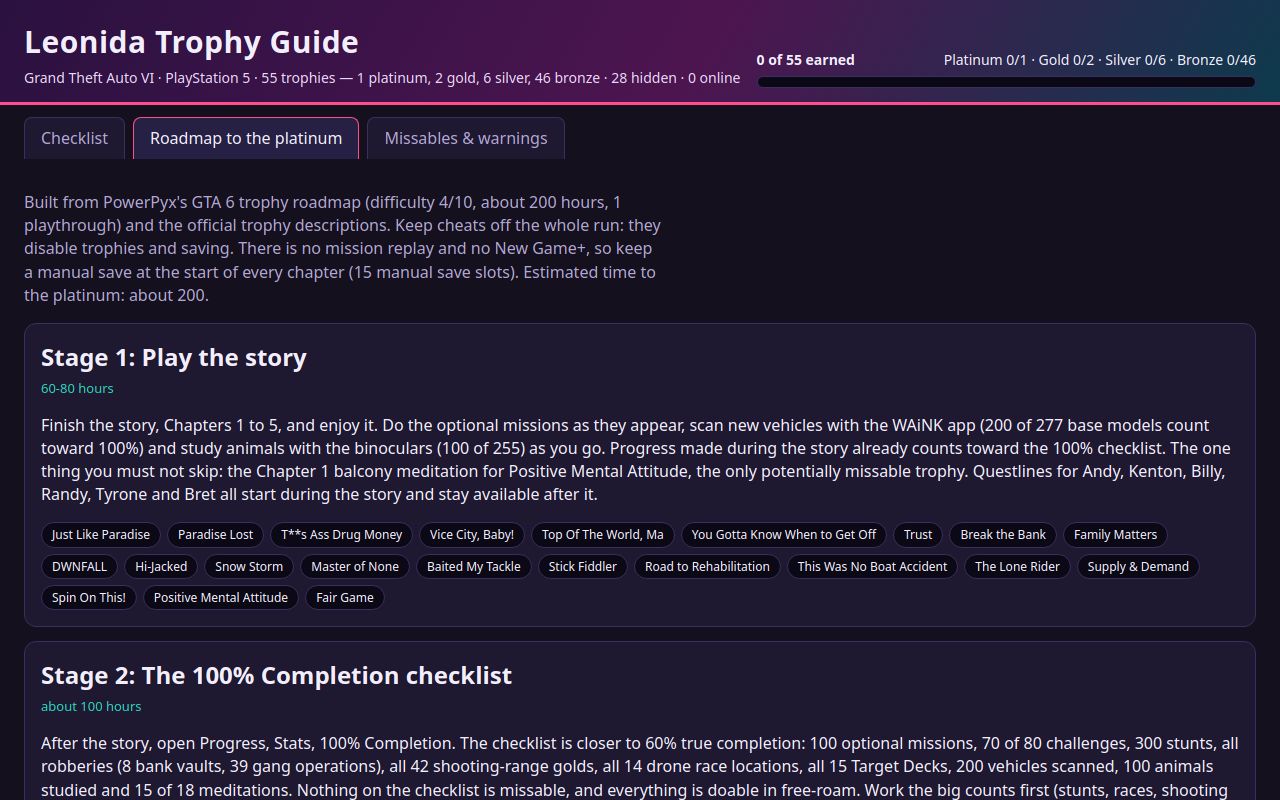 Leonida Trophy Guide
Grand Theft Auto VI · PlayStation 5 · 55 trophies — 1 platinum, 2 gold, 6 silver, 46 bronze · 28 hidden · 0 online
0 of 55 earned
Platinum 0/1 · Gold 0/2 · Silver 0/6 · Bronze 0/46
Checklist
Roadmap to the platinum
Missables & warnings
Built from PowerPyx's GTA 6 trophy roadmap (difficulty 4/10, about 200 hours, 1
playthrough) and the official trophy descriptions. Keep cheats off the whole run: they
disable trophies and saving. There is no mission replay and no New Game+, so keep
a manual save at the start of every chapter (15 manual save slots). Estimated time to
the platinum: about 200.
Stage 1: Play the story
60-80 hours
Finish the story, Chapters 1 to 5, and enjoy it. Do the optional missions as they appear, scan new vehicles with the WAiNK app (200 of 277 base models count
toward 100%) and study animals with the binoculars (100 of 255) as you go. Progress made during the story already counts toward the 100% checklist. The one
thing you must not skip: the Chapter 1 balcony meditation for Positive Mental Attitude, the only potentially missable trophy. Questlines for Andy, Kenton, Billy,
Randy, Tyrone and Bret all start during the story and stay available after it.
Just Like Paradise
Paradise Lost
T**s Ass Drug Money
Vice City, Baby!
Top Of The World, Ma
You Gotta Know When to Get Off
Trust
Break the Bank
Family Matters
DWNFALL
Hi-Jacked
Snow Storm
Master of None
Baited My Tackle
Stick Fiddler
Road to Rehabilitation
This Was No Boat Accident
The Lone Rider
Supply & Demand
Spin On This!
Positive Mental Attitude
Fair Game
Stage 2: The 100% Completion checklist
about 100 hours
After the story, open Progress, Stats, 100% Completion. The checklist is closer to 60% true completion: 100 optional missions, 70 of 80 challenges, 300 stunts, all
robberies (8 bank vaults, 39 gang operations), all 42 shooting-range golds, all 14 drone race locations, all 15 Target Decks, 200 vehicles scanned, 100 animals
studied and 15 of 18 meditations. Nothing on the checklist is missable, and everything is doable in free-roam. Work the big counts first (stunts, races, shooting